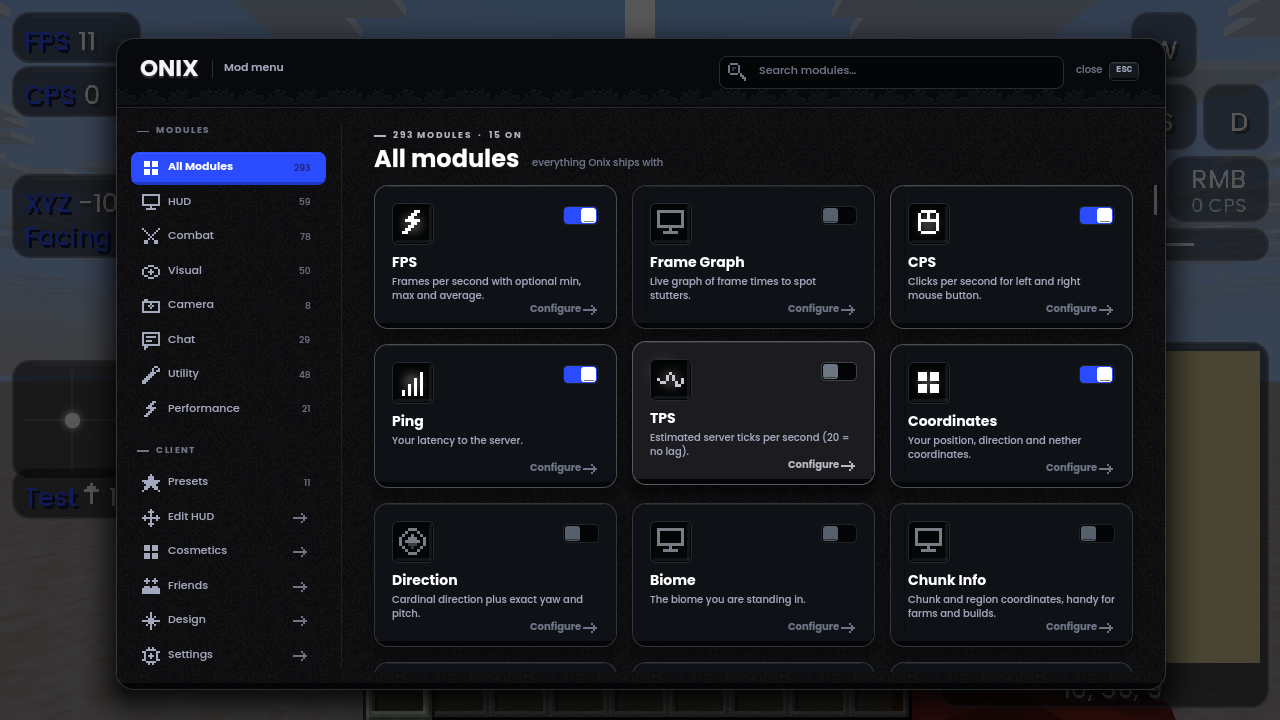 FPS 11
CPS 0
XYZ -10
Facing
Test
W
S
D
RMB
0 CPS
ONIX
Mod menu
Search modules...
close
ESC
MODULES
All Modules 293
HUD 59
Combat 78
Visual 50
Camera 8
Chat 29
Utility 48
Performance 21
CLIENT
Presets 11
Edit HUD
Cosmetics
Friends
Design
Settings
293 MODULES · 15 ON
All modules everything Onix ships with
FPS
Frames per second with optional min,
max and average.
Configure
Frame Graph
Live graph of frame times to spot
stutters.
Configure
CPS
Clicks per second for left and right
mouse button.
Configure
Ping
Your latency to the server.
Configure
TPS
Estimated server ticks per second (20 =
no lag).
Configure
Coordinates
Your position, direction and nether
coordinates.
Configure
Direction
Cardinal direction plus exact yaw and
pitch.
Configure
Biome
The biome you are standing in.
Configure
Chunk Info
Chunk and region coordinates, handy for
farms and builds.
Configure